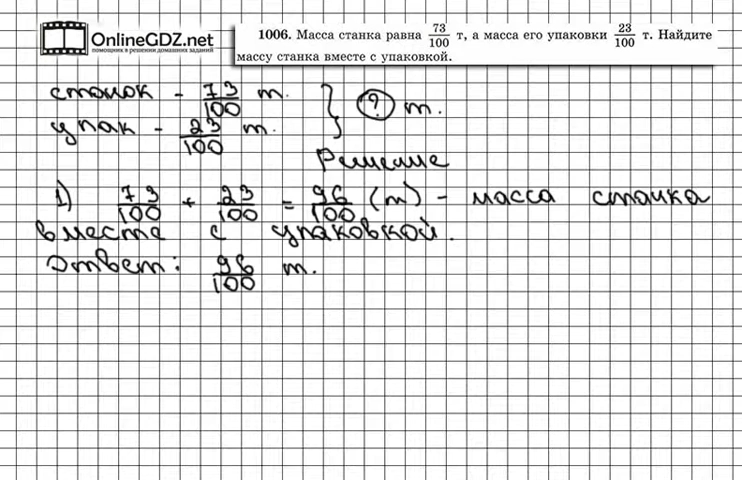 OnlineGDZ.net
помощник в решении домашних заданий
1006. Масса станка равна 73/100 т, а масса его упаковки 23/100 т. Найдите
массу станка вместе с упаковкой.
станок - 73/100 т. } ? т.
упак - 23/100 т.
Решение
1) 73/100 + 23/100 = 96/100 (т) - масса станка
вместе с упаковкой.
Ответ: 96/100 т.